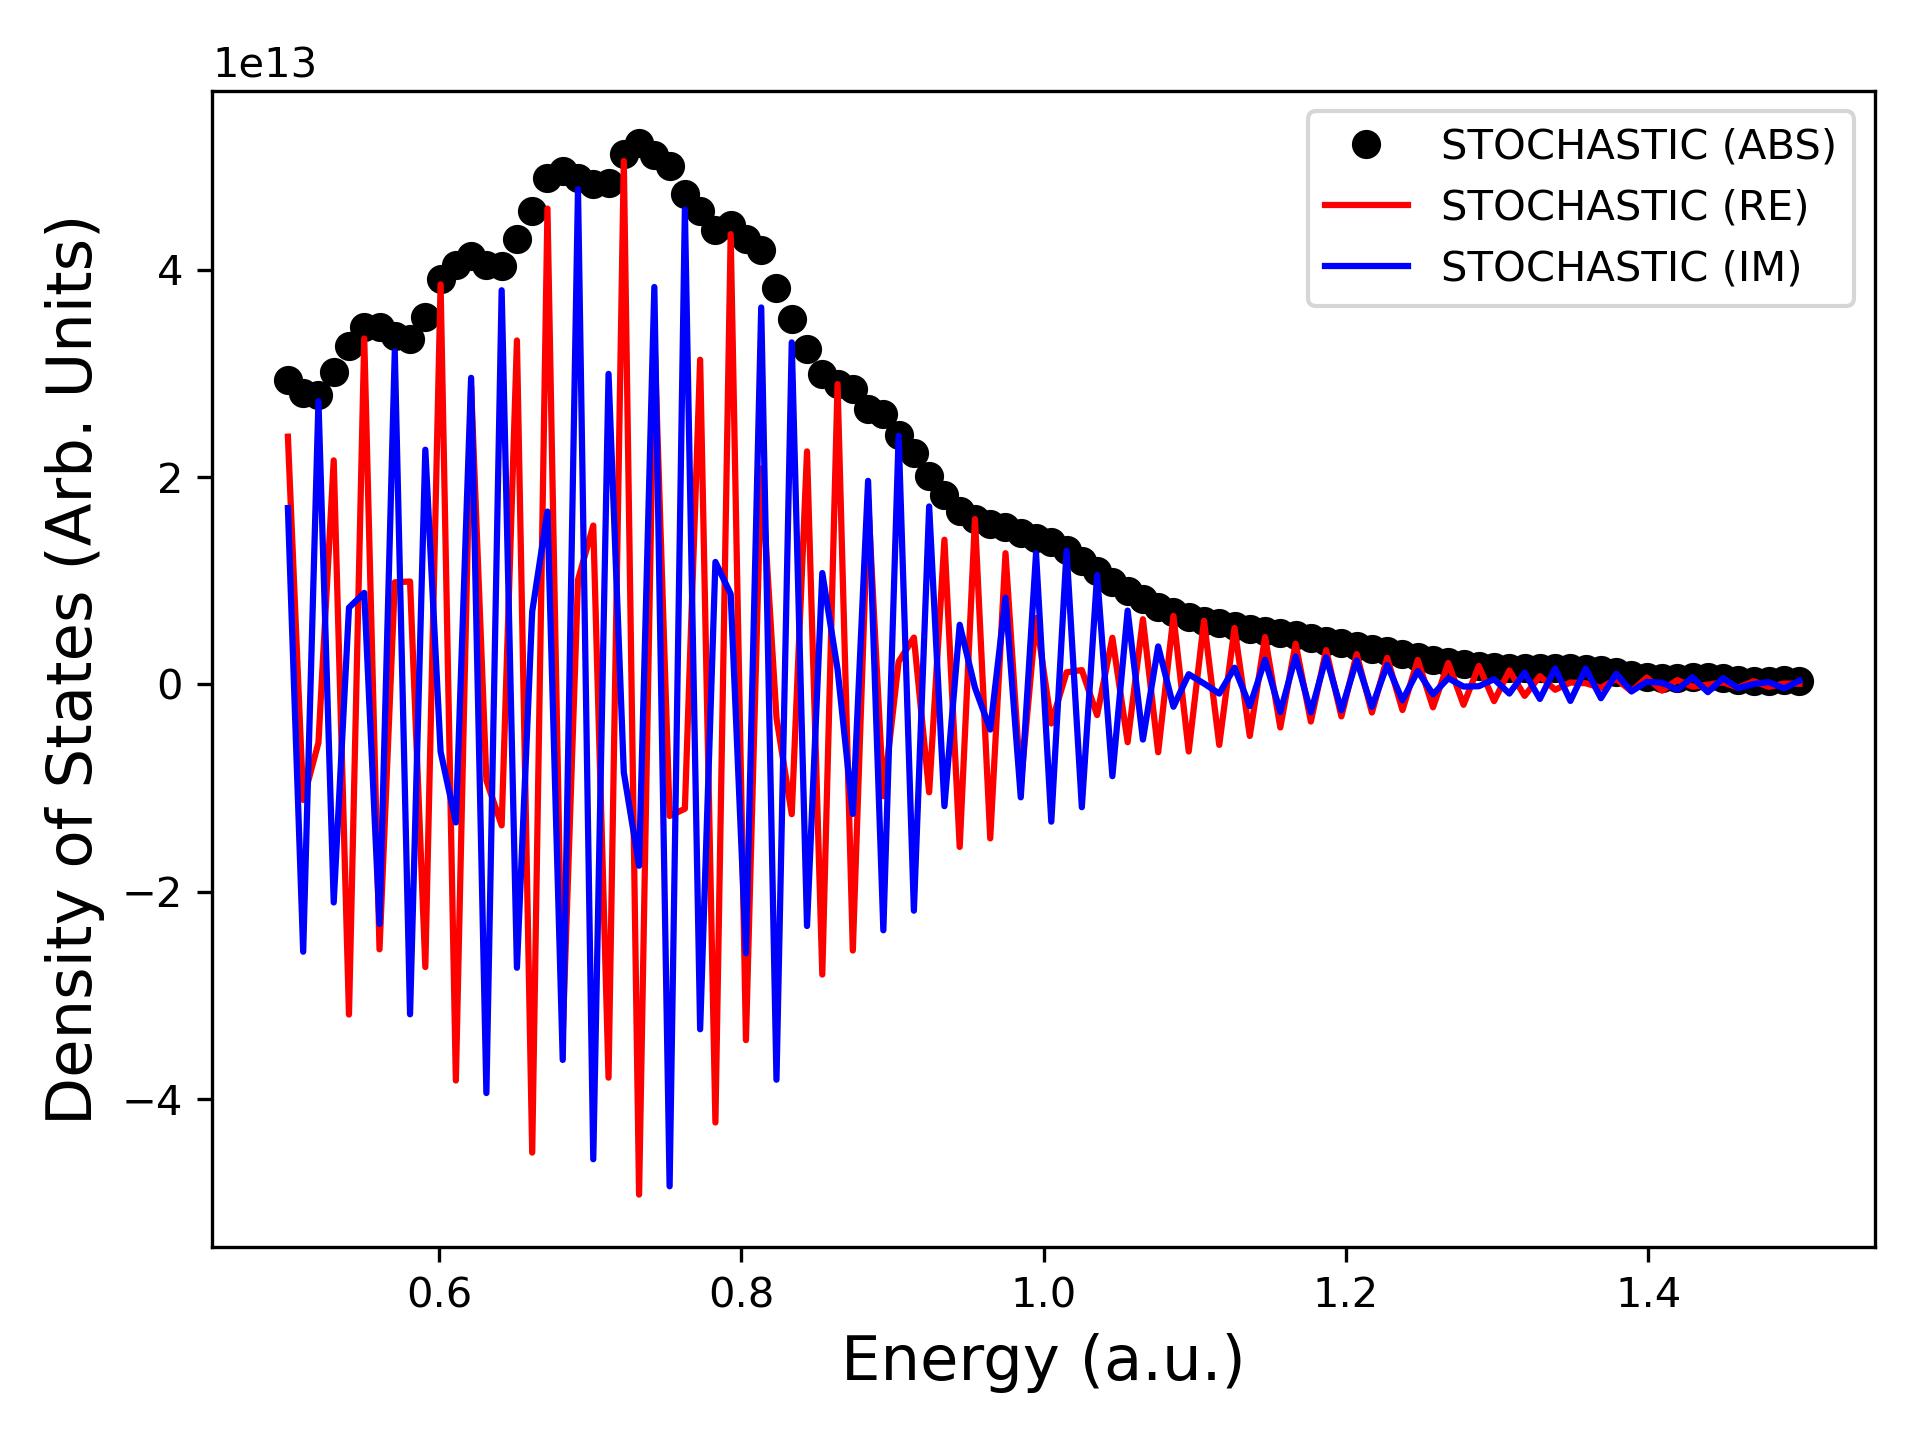 1e13
STOCHASTIC (ABS)
STOCHASTIC (RE)
STOCHASTIC (IM)
Density of States (Arb. Units)
4
2
0
−2
−4
0.6 0.8 1.0 1.2 1.4
Energy (a.u.)